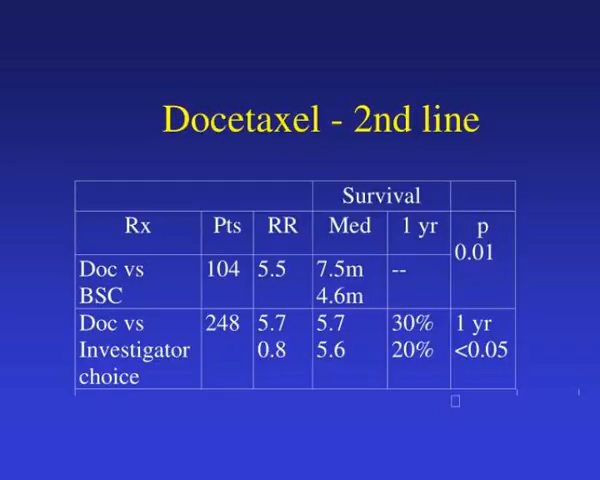 Docetaxel - 2nd line
Survival
Rx Pts RR Med 1 yr p
0.01
Doc vs 104 5.5 7.5m --
BSC 4.6m
Doc vs 248 5.7 5.7 30% 1 yr
Investigator 0.8 5.6 20% <0.05
choice